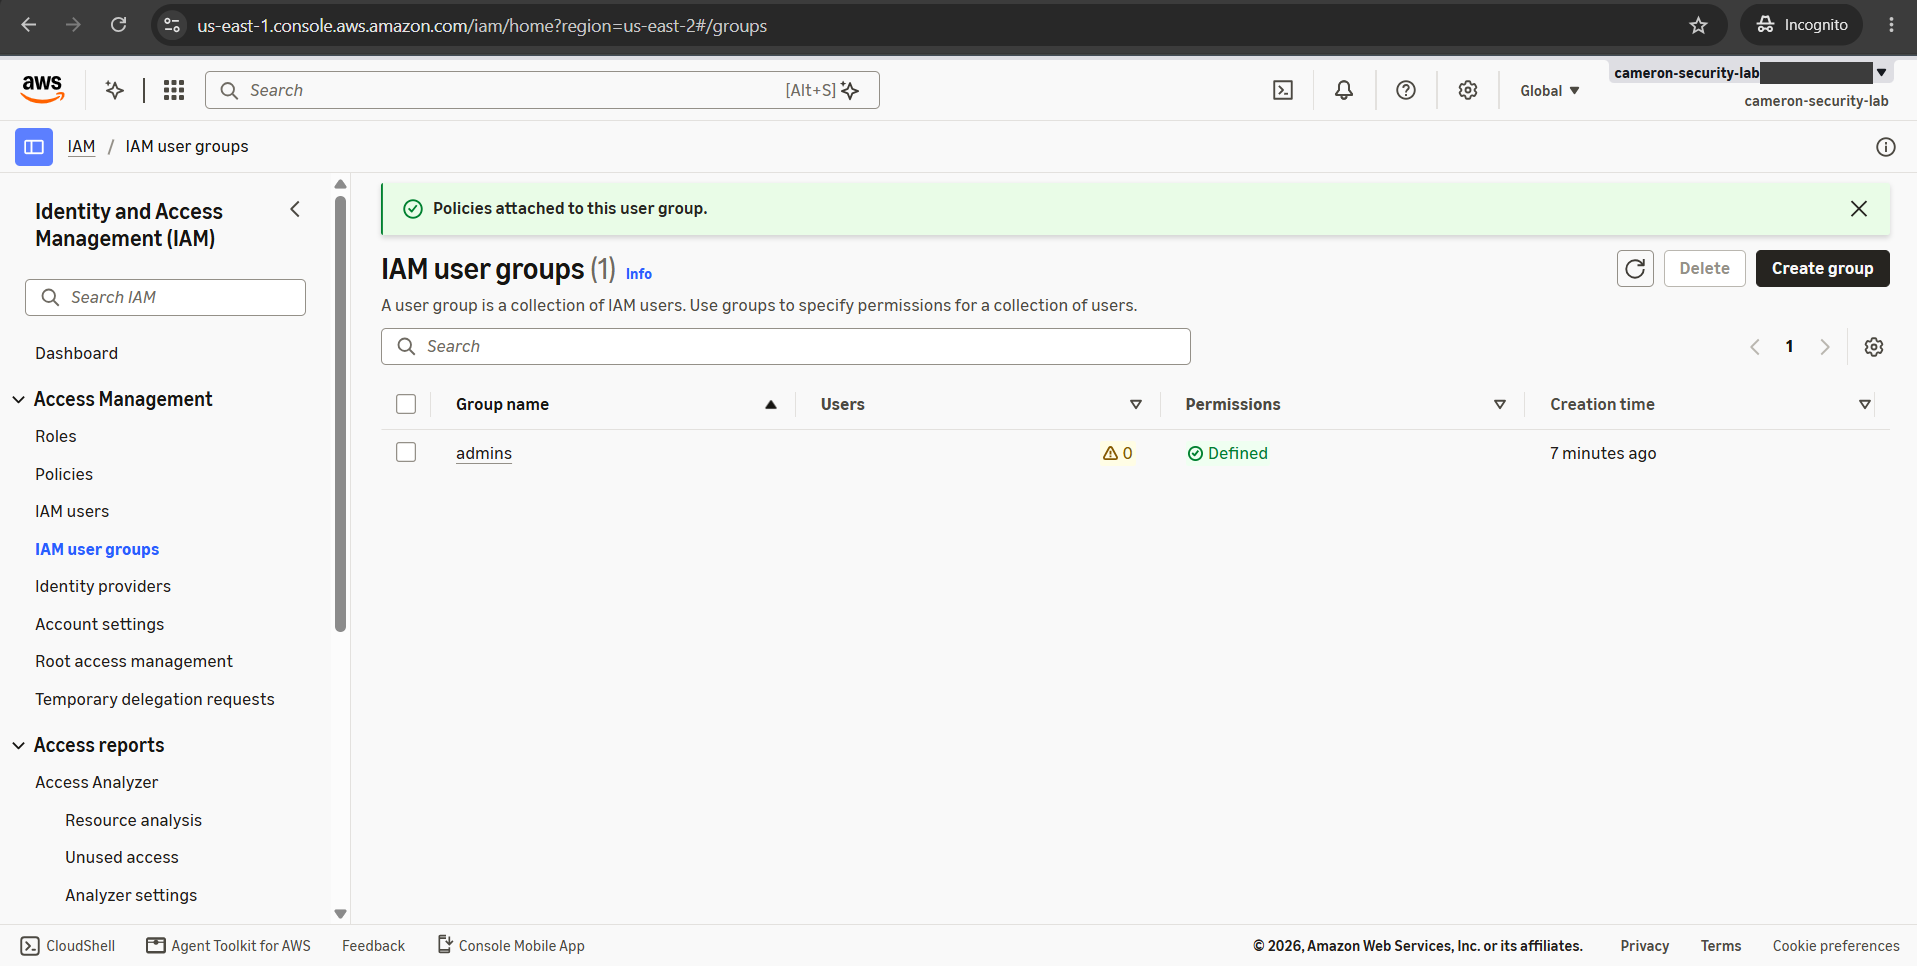 us-east-1.console.aws.amazon.com/iam/home?region=us-east-2#/groups
Incognito
aws
Search
[Alt+S]
Global
cameron-security-lab
cameron-security-lab
IAM / IAM user groups
Identity and Access
Management (IAM)
Search IAM
Dashboard
Access Management
Roles
Policies
IAM users
IAM user groups
Identity providers
Account settings
Root access management
Temporary delegation requests
Access reports
Access Analyzer
Resource analysis
Unused access
Analyzer settings
Policies attached to this user group.
IAM user groups (1) Info
Delete
Create group
A user group is a collection of IAM users. Use groups to specify permissions for a collection of users.
Search
1
Group name Users Permissions Creation time
admins 0 Defined 7 minutes ago
CloudShell Agent Toolkit for AWS Feedback Console Mobile App © 2026, Amazon Web Services, Inc. or its affiliates. Privacy Terms Cookie preferences